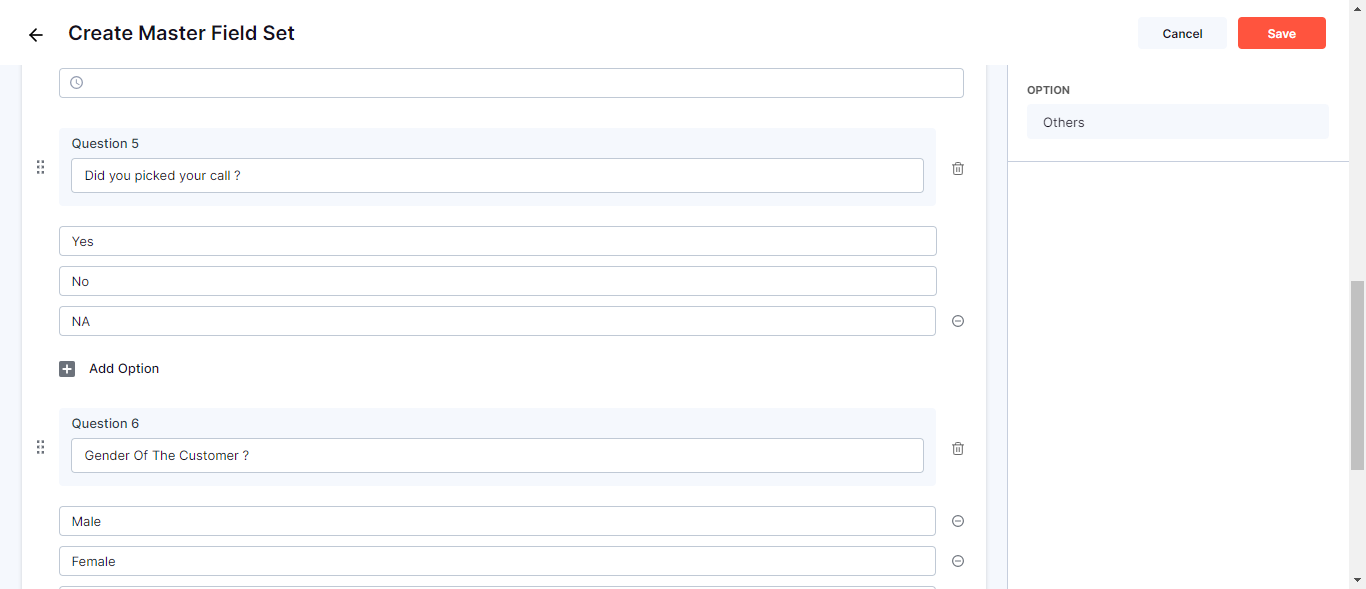 Create Master Field Set
Cancel
Save
Question 5
Did you picked your call ?
Yes
No
NA
Add Option
Question 6
Gender Of The Customer ?
Male
Female
OPTION
Others